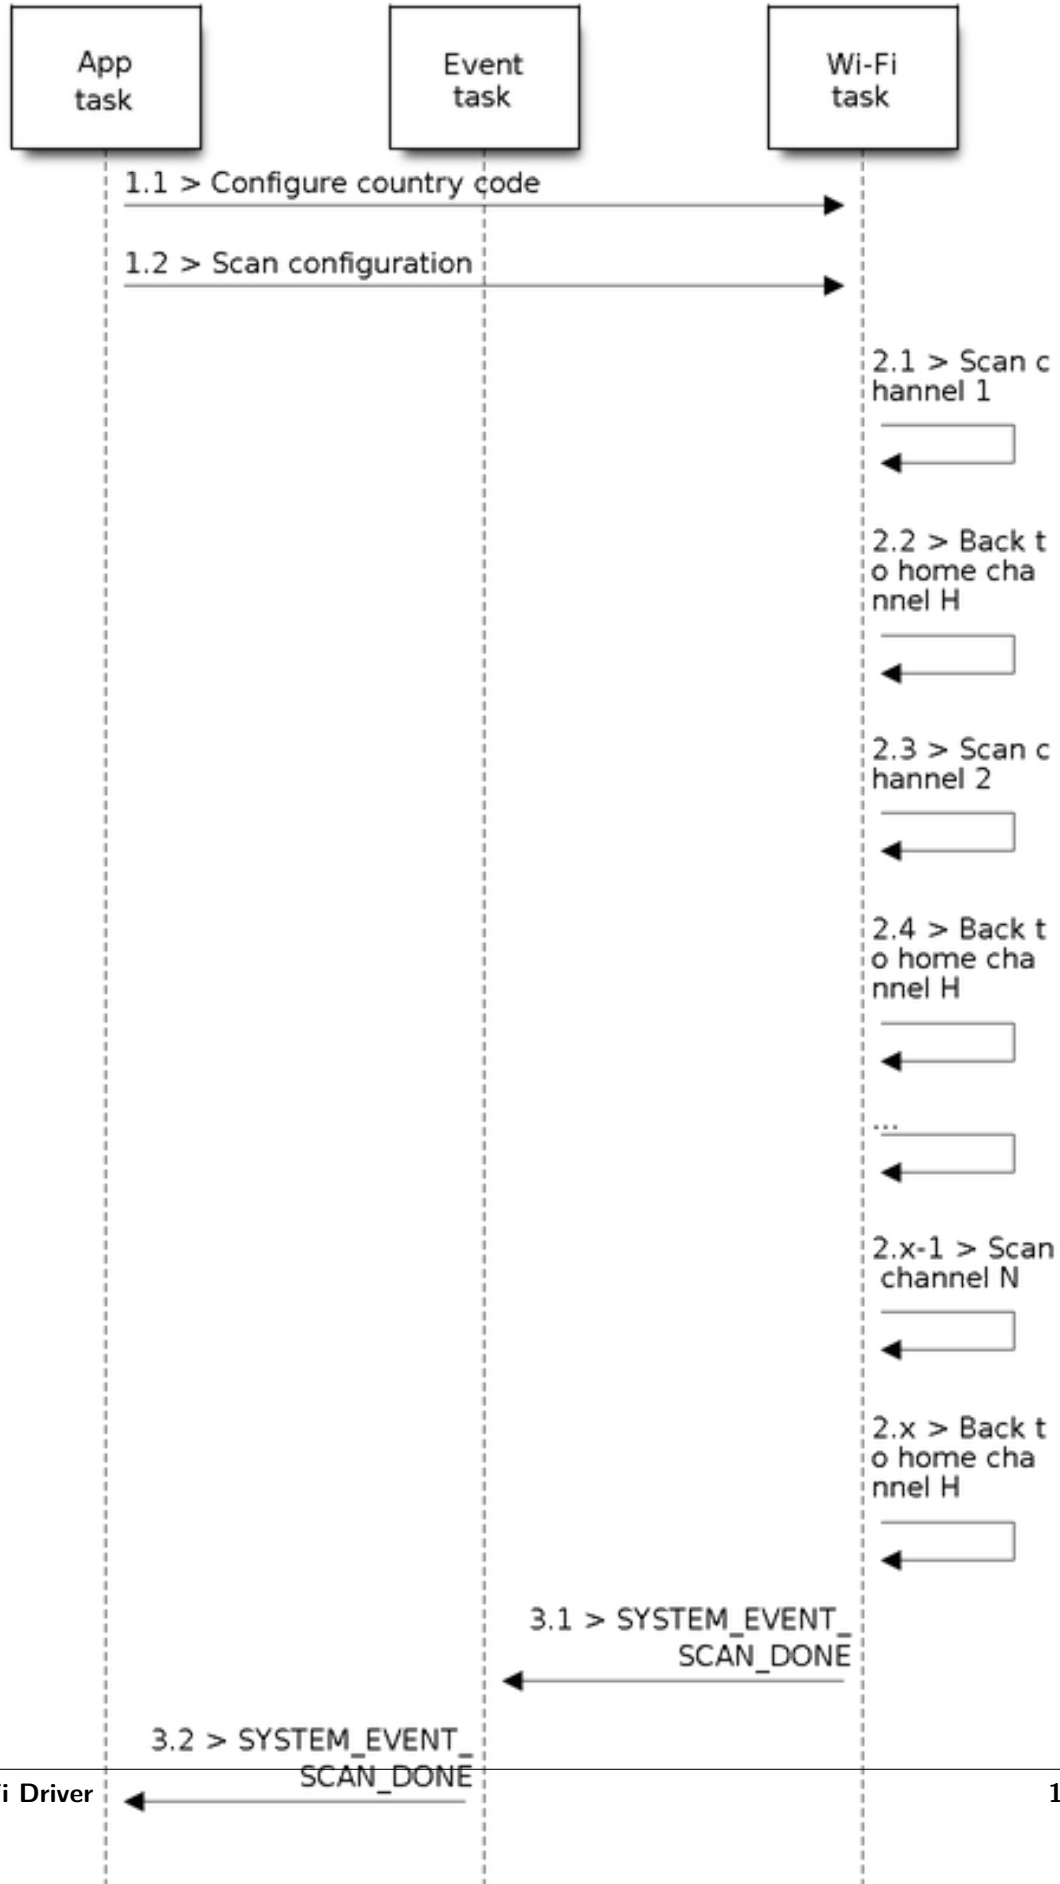 App
task
Event
task
Wi-Fi
task
1.1 > Configure country code
1.2 > Scan configuration
2.1 > Scan c
hannel 1
2.2 > Back t
o home cha
nnel H
2.3 > Scan c
hannel 2
2.4 > Back t
o home cha
nnel H
...
2.x-1 > Scan
channel N
2.x > Back t
o home cha
nnel H
3.1 > SYSTEM_EVENT_
SCAN_DONE
3.2 > SYSTEM_EVENT_
SCAN_DONE
i Driver
1